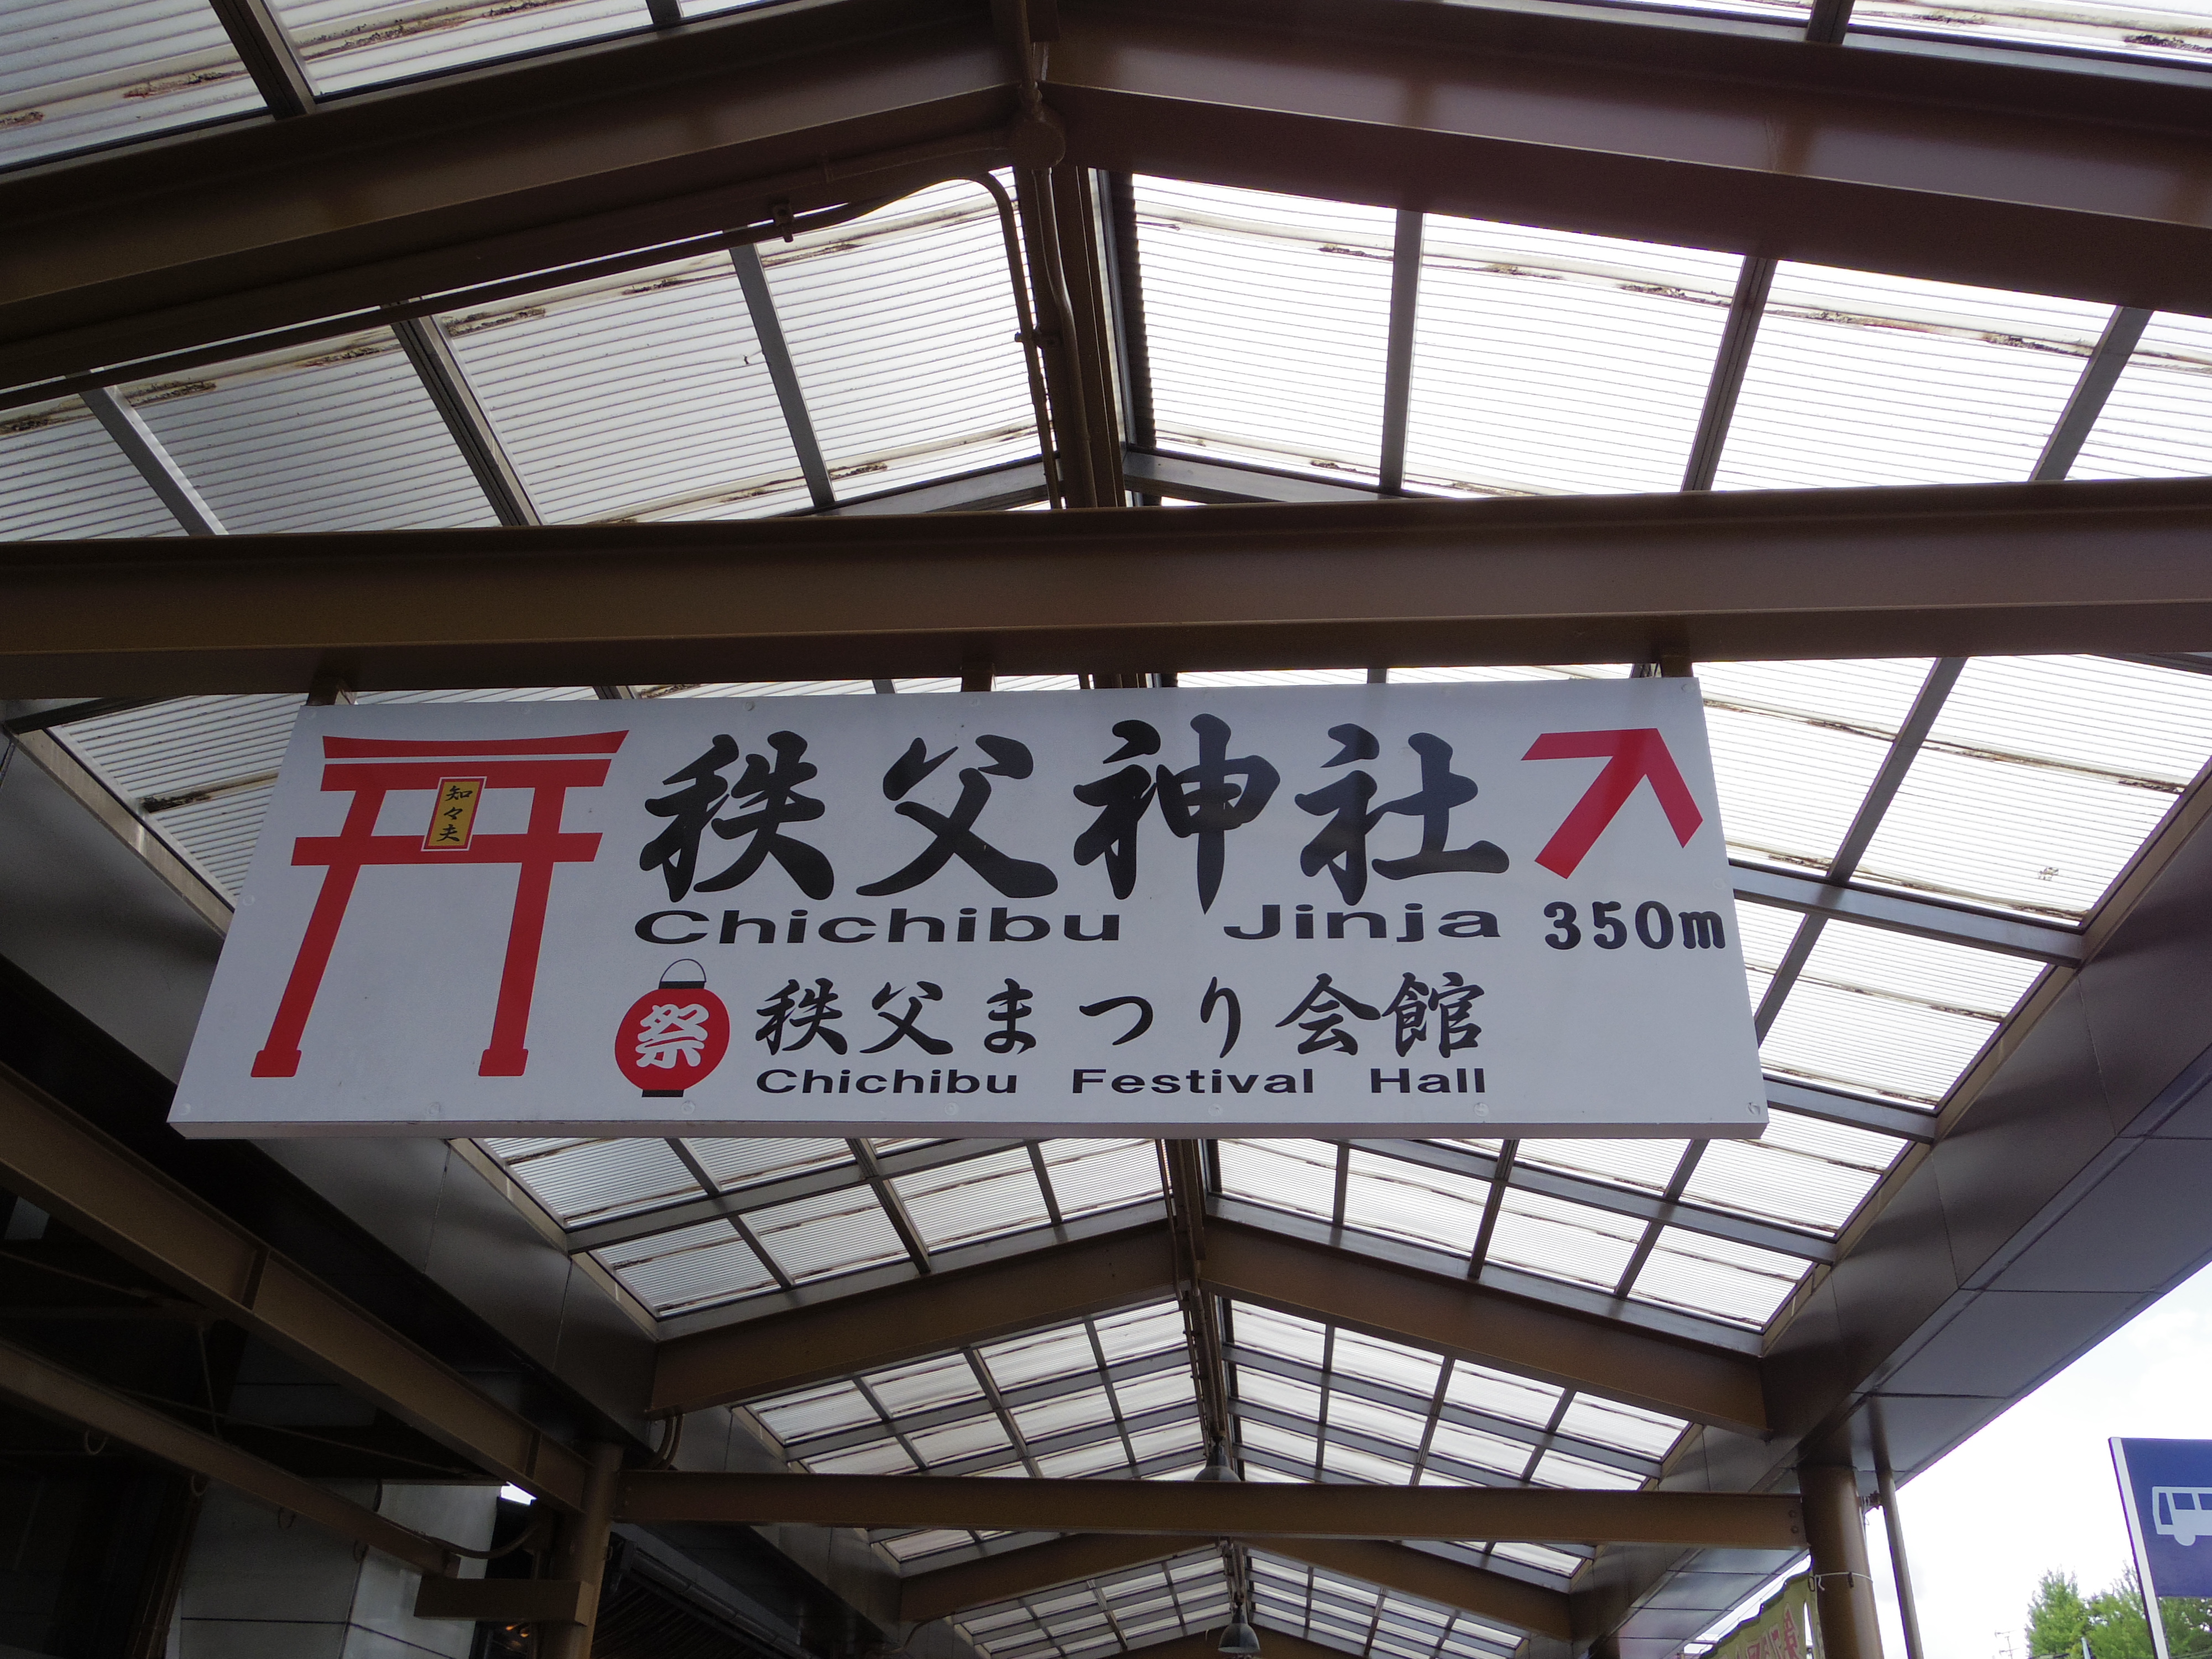 知々夫
秩父神社
Chichibu Jinja 350m
祭 秩父まつり会館
Chichibu Festival Hall